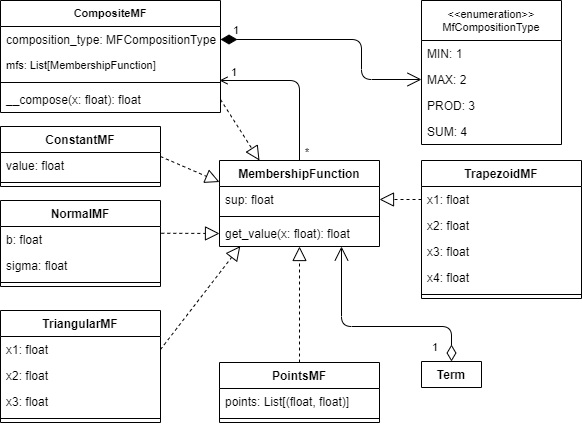 CompositeMF
composition_type: MFCompositionType
mfs: List[MembershipFunction]
__compose(x: float): float
1
<<enumeration>>
MfCompositionType
MIN: 1
MAX: 2
PROD: 3
SUM: 4
1
*
ConstantMF
value: float
MembershipFunction
sup: float
get_value(x: float): float
TrapezoidMF
x1: float
x2: float
x3: float
x4: float
NormalMF
b: float
sigma: float
TriangularMF
x1: float
x2: float
x3: float
PointsMF
points: List[(float, float)]
1
Term